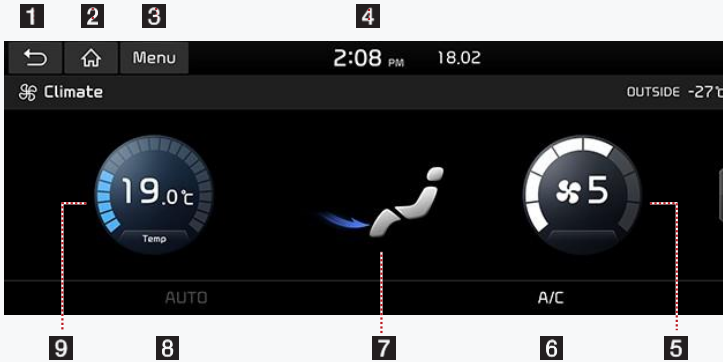 1 2 3 4
Menu 2:08 PM 18.02
Climate OUTSIDE -27℃
19.0℃ 5
Temp
AUTO A/C
9 8 7 6 5